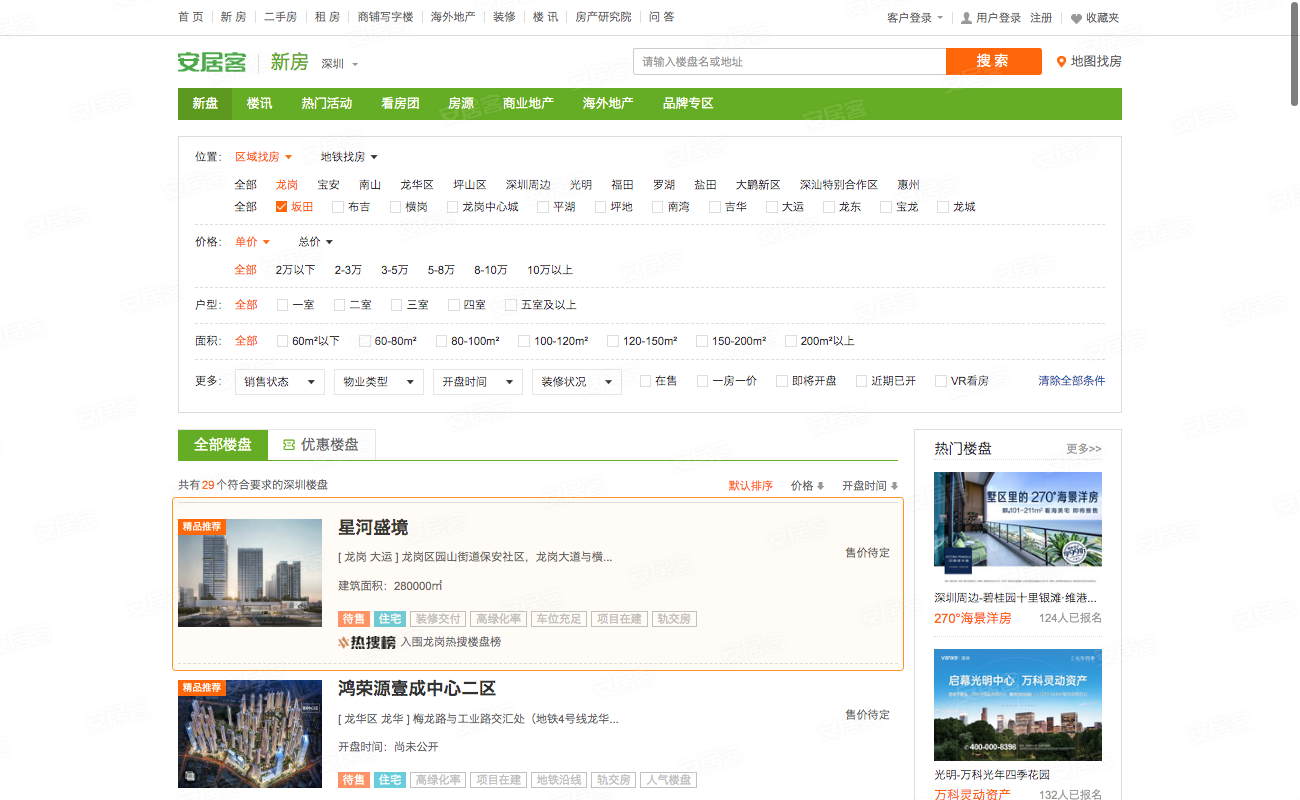 首 页 新 房 二手房 租 房 商铺写字楼 海外地产 装修 楼 讯 房产研究院 问 答 客户登录 用户登录 注册 收藏夹
安居客 新房 深圳 请输入楼盘名或地址 搜 索 地图找房
新盘 楼讯 热门活动 看房团 房源 商业地产 海外地产 品牌专区
位置： 区域找房 地铁找房
全部 龙岗 宝安 南山 龙华区 坪山区 深圳周边 光明 福田 罗湖 盐田 大鹏新区 深汕特别合作区 惠州
全部 坂田 布吉 横岗 龙岗中心城 平湖 坪地 南湾 吉华 大运 龙东 宝龙 龙城
价格： 单价 总价
全部 2万以下 2-3万 3-5万 5-8万 8-10万 10万以上
户型： 全部 一室 二室 三室 四室 五室及以上
面积： 全部 60m²以下 60-80m² 80-100m² 100-120m² 120-150m² 150-200m² 200m²以上
更多： 销售状态 物业类型 开盘时间 装修状况 在售 一房一价 即将开盘 近期已开 VR看房 清除全部条件
全部楼盘 优惠楼盘
共有29个符合要求的深圳楼盘 默认排序 价格 开盘时间
精品推荐
星河盛境
[ 龙岗 大运 ] 龙岗区园山街道保安社区，龙岗大道与横...
售价待定
建筑面积：280000㎡
待售 住宅 装修交付 高绿化率 车位充足 项目在建 轨交房
热搜榜 入围龙岗热搜楼盘榜
精品推荐
鸿荣源壹成中心二区
[ 龙华区 龙华 ] 梅龙路与工业路交汇处（地铁4号线龙华...
售价待定
开盘时间：尚未公开
待售 住宅 高绿化率 项目在建 地铁沿线 轨交房 人气楼盘
热门楼盘 更多>>
墅区里的 270°海景洋房
深圳周边-碧桂园十里银滩·维港...
270°海景洋房 124人已报名
vanke
启幕光明中心 万科灵动资产
400-000-8398
光明-万科光年四季花园
万科灵动资产 132人已报名